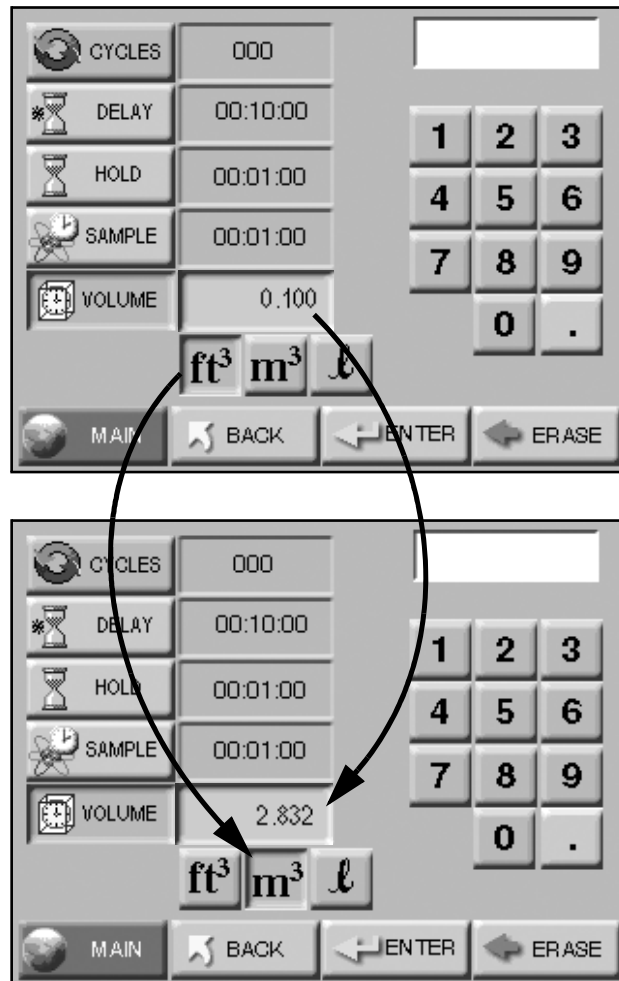 CYCLES 000
DELAY 00:10:00
1 2 3
HOLD 00:01:00
4 5 6
SAMPLE 00:01:00
7 8 9
VOLUME 0.100
0 .
ft³ m³ ℓ
MAIN BACK ENTER ERASE
CYCLES 000
DELAY 00:10:00
1 2 3
HOLD 00:01:00
4 5 6
SAMPLE 00:01:00
7 8 9
VOLUME 2.832
0 .
ft³ m³ ℓ
MAIN BACK ENTER ERASE